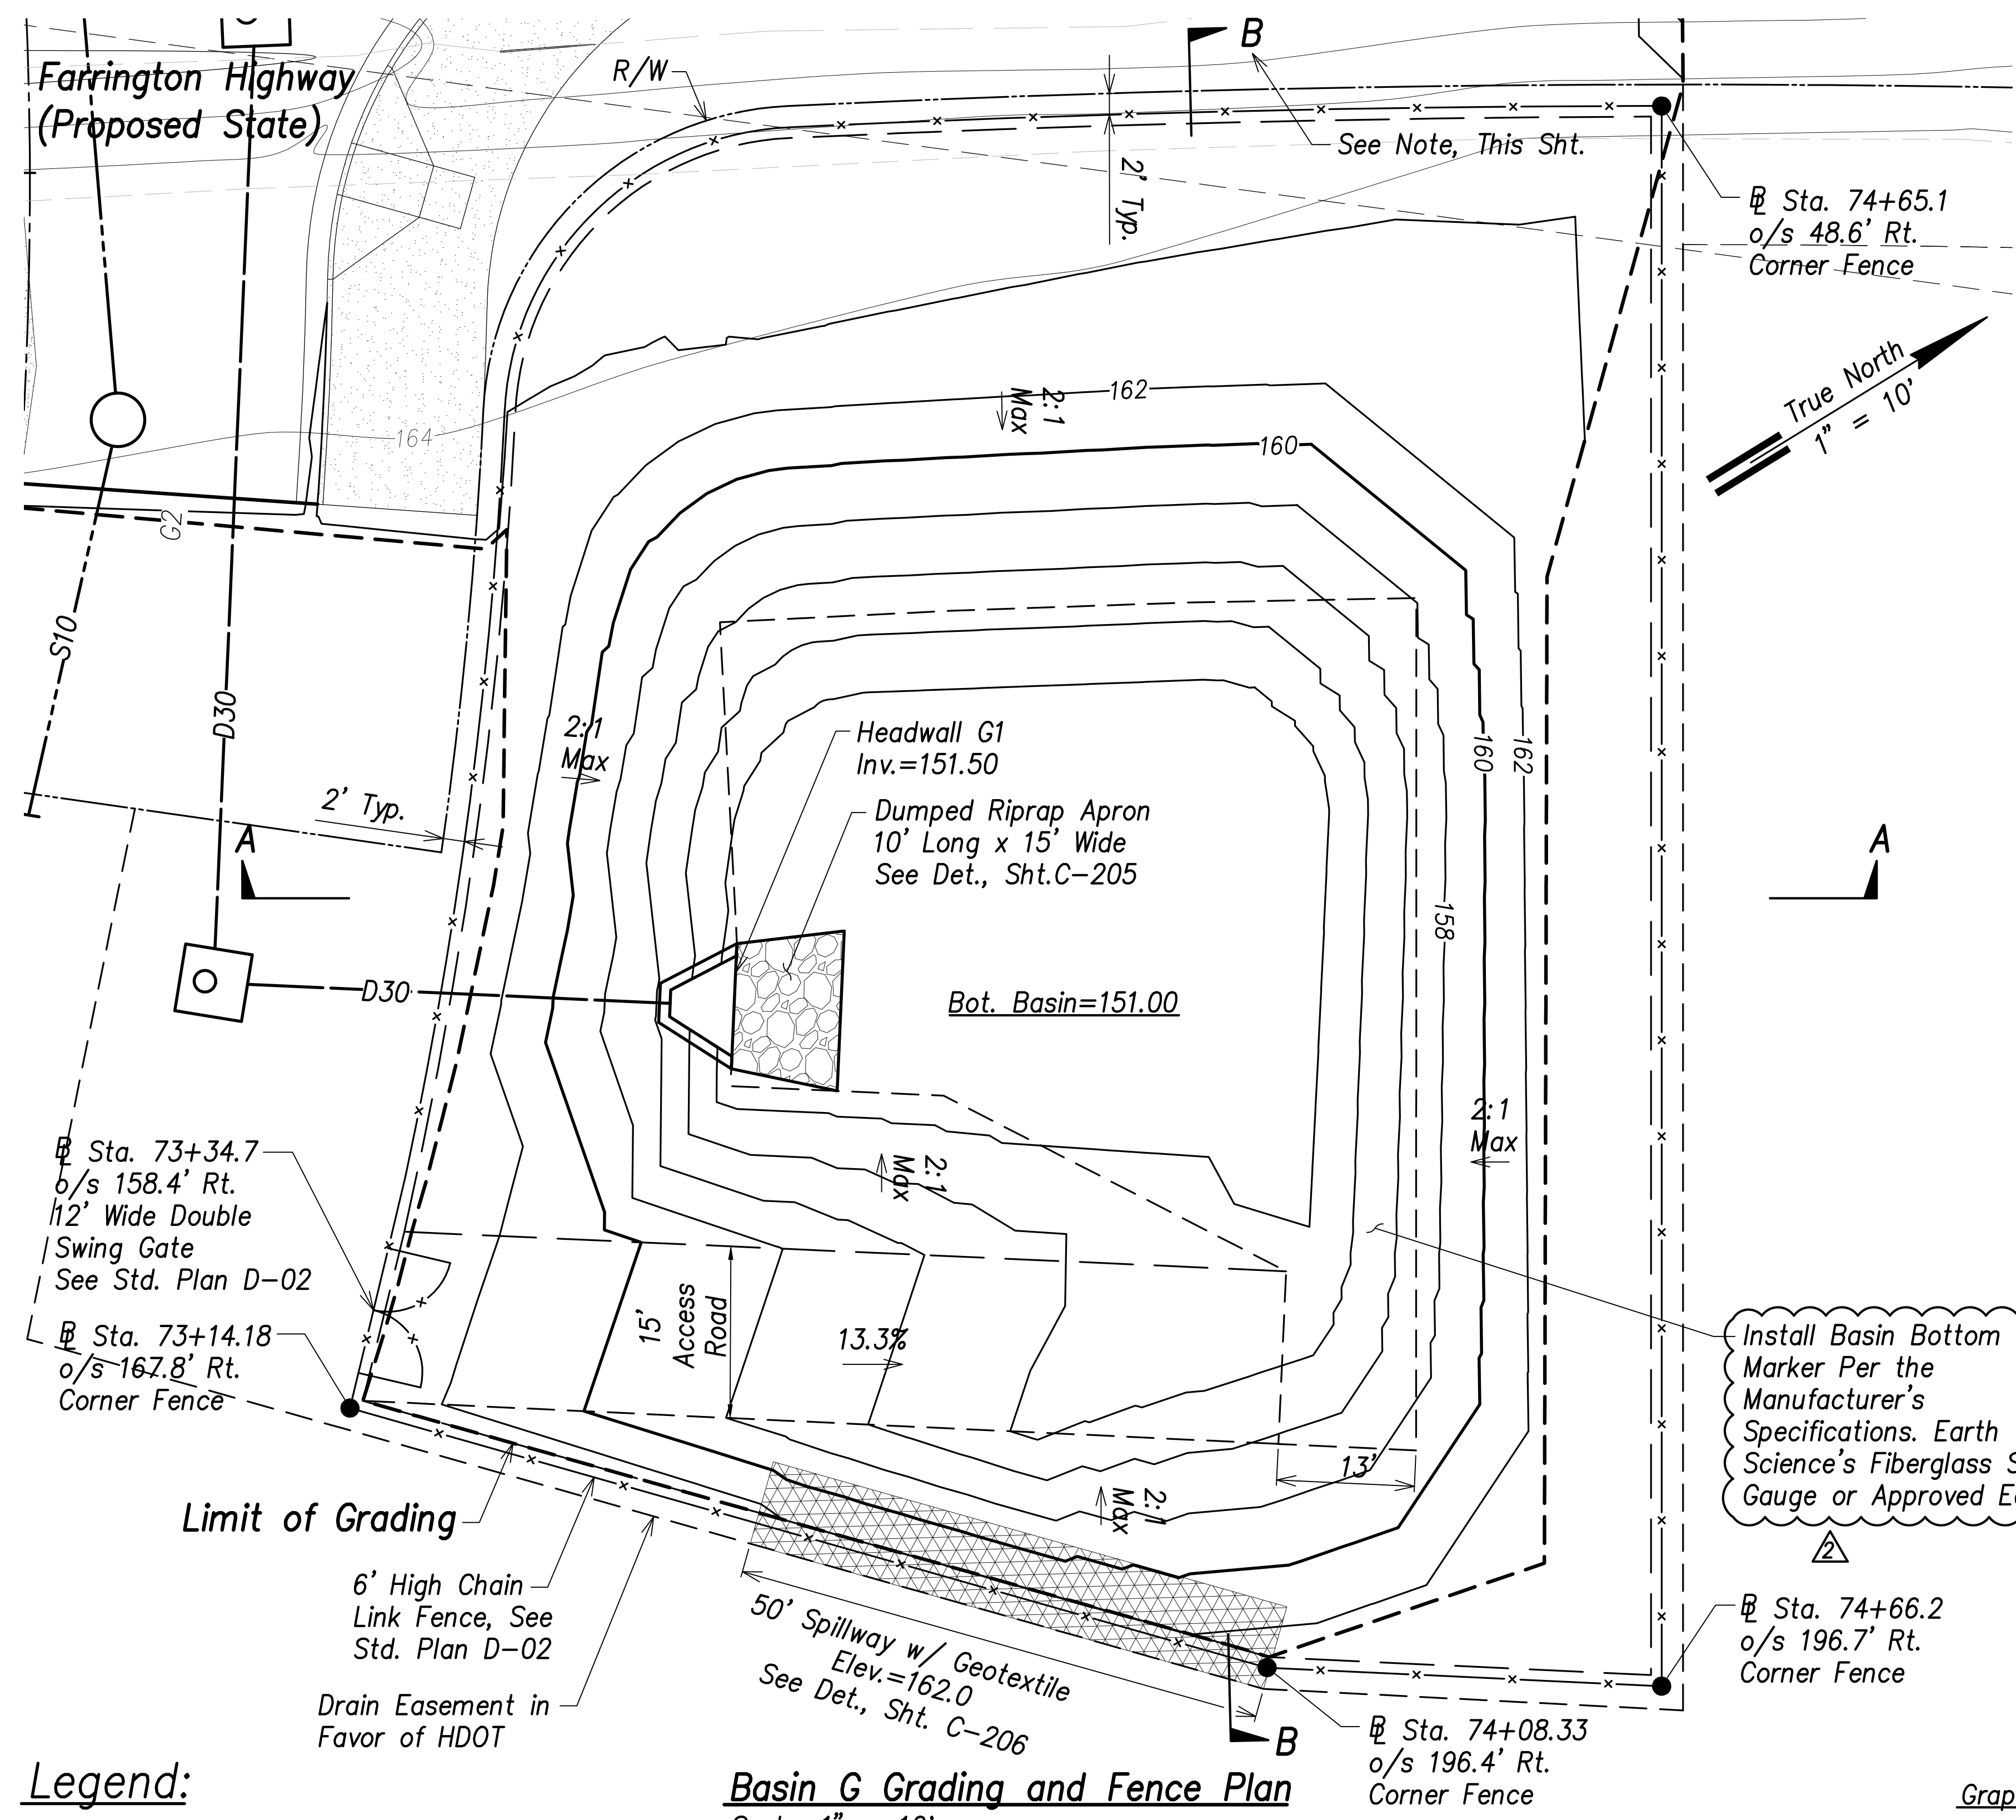 Farrington Highway
(Proposed State)
R/W
B
See Note, This Sht.
2' Typ.
BL Sta. 74+65.1
o/s 48.6' Rt.
Corner Fence
True North
1" = 10'
164
162
2:1
Max
160
G2
S10
D30
2:1
Max
Headwall G1
Inv.=151.50
160
162
2' Typ.
Dumped Riprap Apron
10' Long x 15' Wide
See Det., Sht.C-205
A
A
158
D30
Bot. Basin=151.00
2:1
Max
BL Sta. 73+34.7
o/s 158.4' Rt.
12' Wide Double
Swing Gate
See Std. Plan D-02
2:1
Max
15'
Access
Road
13.3%
BL Sta. 73+14.18
o/s 167.8' Rt.
Corner Fence
Install Basin Bottom
Marker Per the
Manufacturer's
Specifications. Earth
Science's Fiberglass S
Gauge or Approved E
2
13'
2:1
Max
Limit of Grading
6' High Chain
Link Fence, See
Std. Plan D-02
50' Spillway w/ Geotextile
Elev.=162.0
See Det., Sht. C-206
BL Sta. 74+66.2
o/s 196.7' Rt.
Corner Fence
Drain Easement in
Favor of HDOT
B
BL Sta. 74+08.33
o/s 196.4' Rt.
Corner Fence
Legend:
Basin G Grading and Fence Plan
Grap